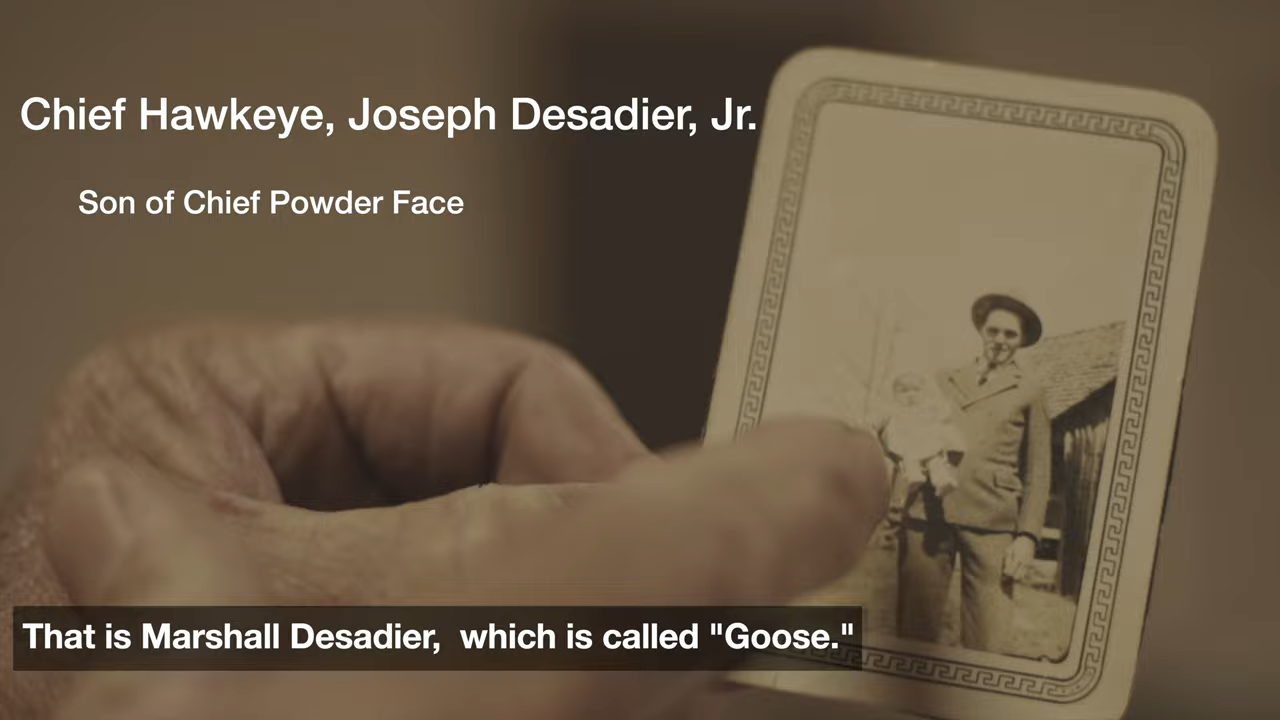 Chief Hawkeye, Joseph Desadier, Jr.
Son of Chief Powder Face
That is Marshall Desadier,  which is called "Goose."